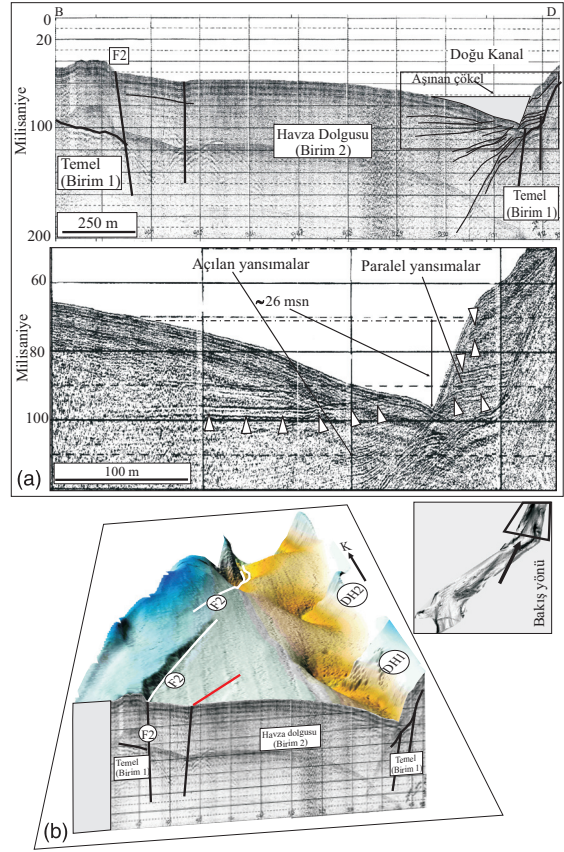 B
D
0
20
100
200
Milisaniye
F2
Doğu Kanal
Aşınan çökel
Havza Dolgusu
(Birim 2)
Temel
(Birim 1)
Temel
(Birim 1)
250 m
Açılan yansımalar
Paralel yansımalar
~26 msn
60
80
100
Milisaniye
100 m
(a)
K
Bakış yönü
F2
DH2
F2
DH1
F2
Havza dolgusu
(Birim 2)
Temel
(Birim 1)
Temel
(Birim 1)
(b)